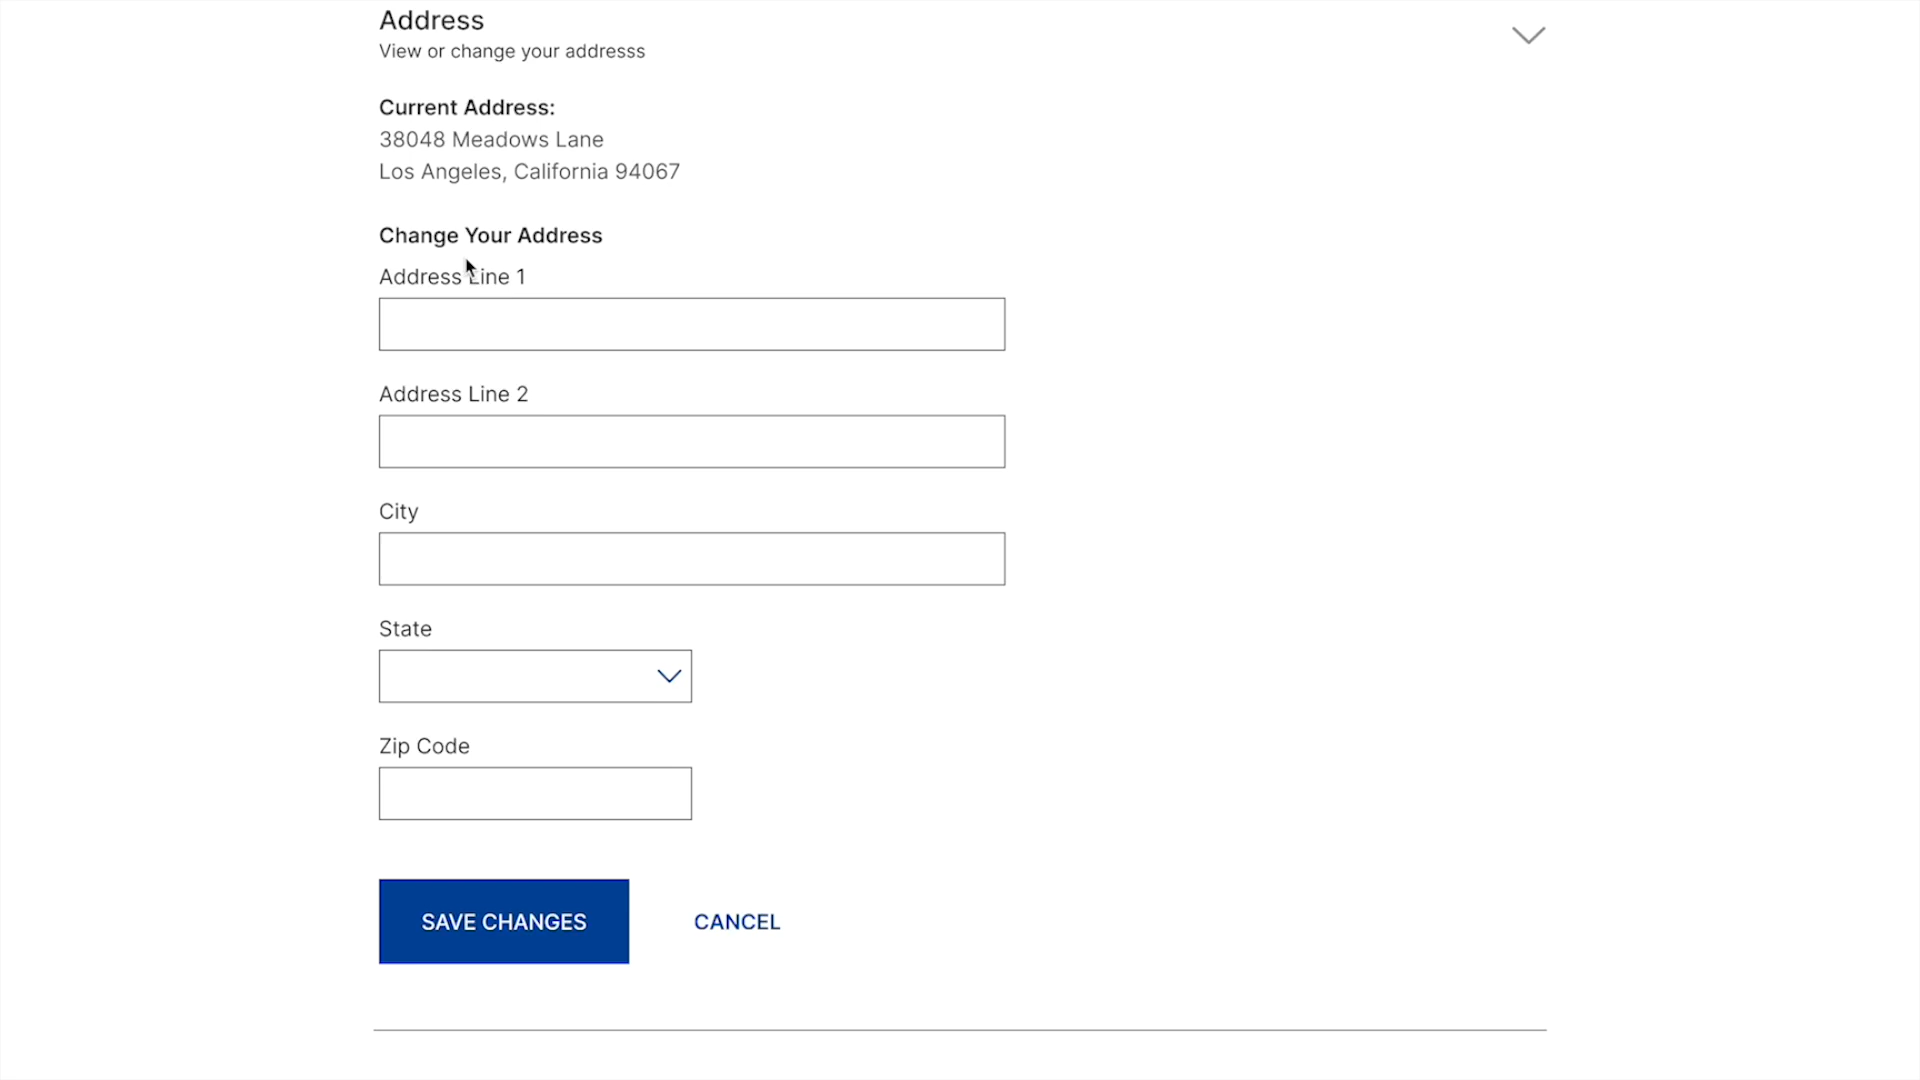 Address
View or change your addresss
Current Address:
38048 Meadows Lane
Los Angeles, California 94067
Change Your Address
Address Line 1
Address Line 2
City
State
Zip Code
SAVE CHANGES
CANCEL